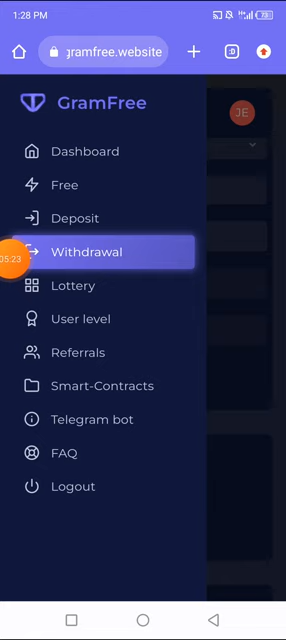 1:28 PM
73
gramfree.website
:D
GramFree
JE
Dashboard
Free
Deposit
Withdrawal
05:23
Lottery
User level
Referrals
Smart-Contracts
Telegram bot
FAQ
Logout